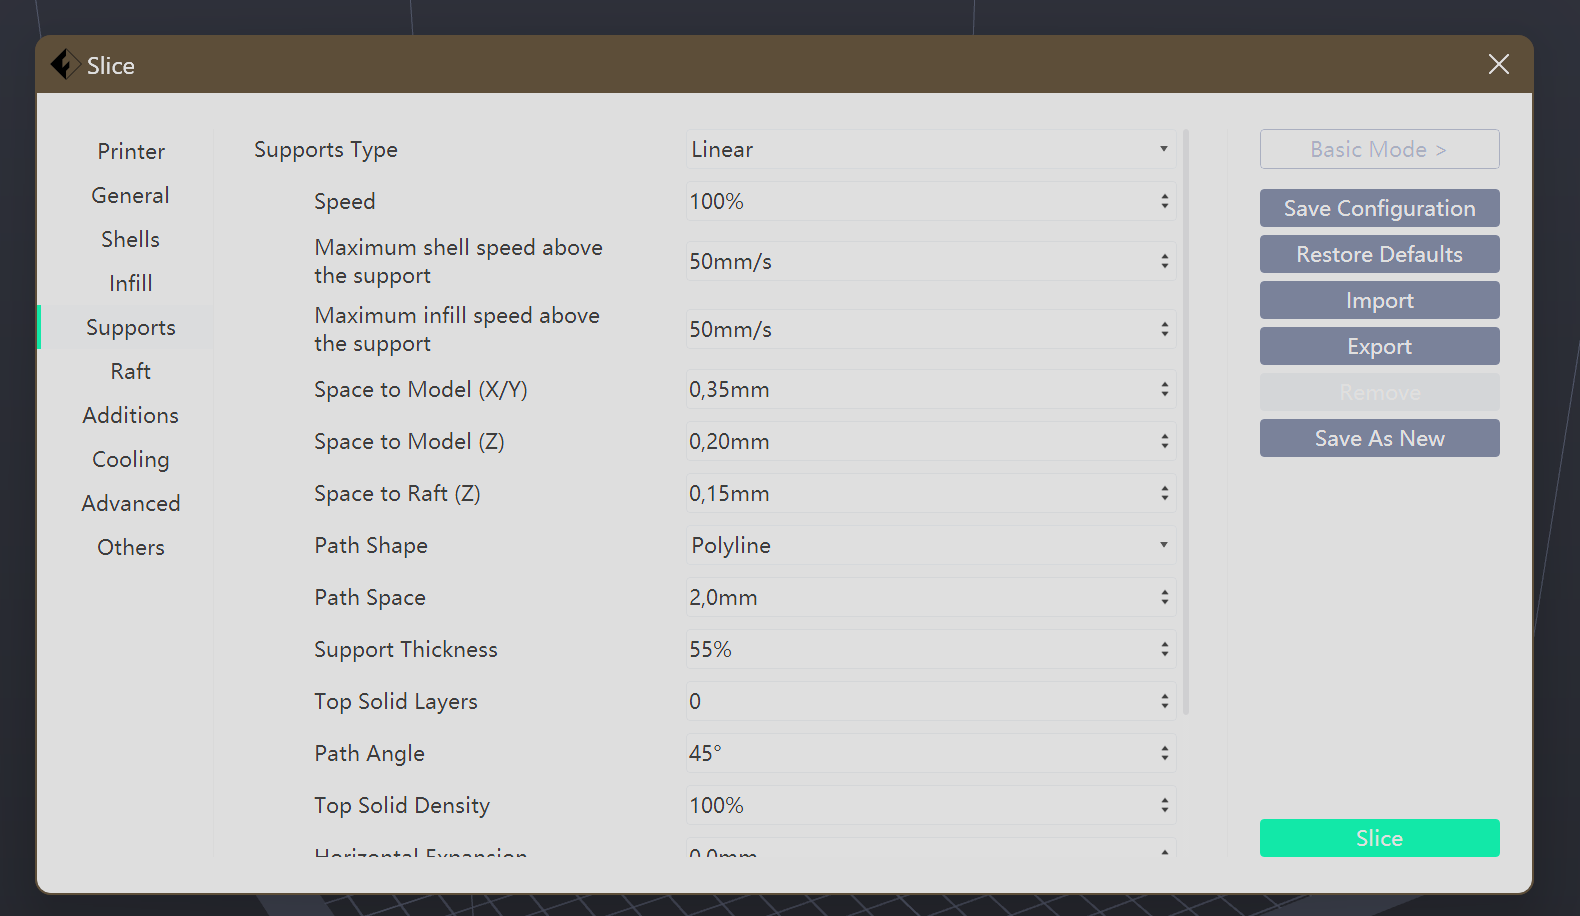 Slice
Printer
General
Shells
Infill
Supports
Raft
Additions
Cooling
Advanced
Others
Supports Type
Linear
Speed
100%
Maximum shell speed above
the support
50mm/s
Maximum infill speed above
the support
50mm/s
Space to Model (X/Y)
0,35mm
Space to Model (Z)
0,20mm
Space to Raft (Z)
0,15mm
Path Shape
Polyline
Path Space
2,0mm
Support Thickness
55%
Top Solid Layers
0
Path Angle
45°
Top Solid Density
100%
Horizontal Expansion
0,0mm
Basic Mode >
Save Configuration
Restore Defaults
Import
Export
Remove
Save As New
Slice